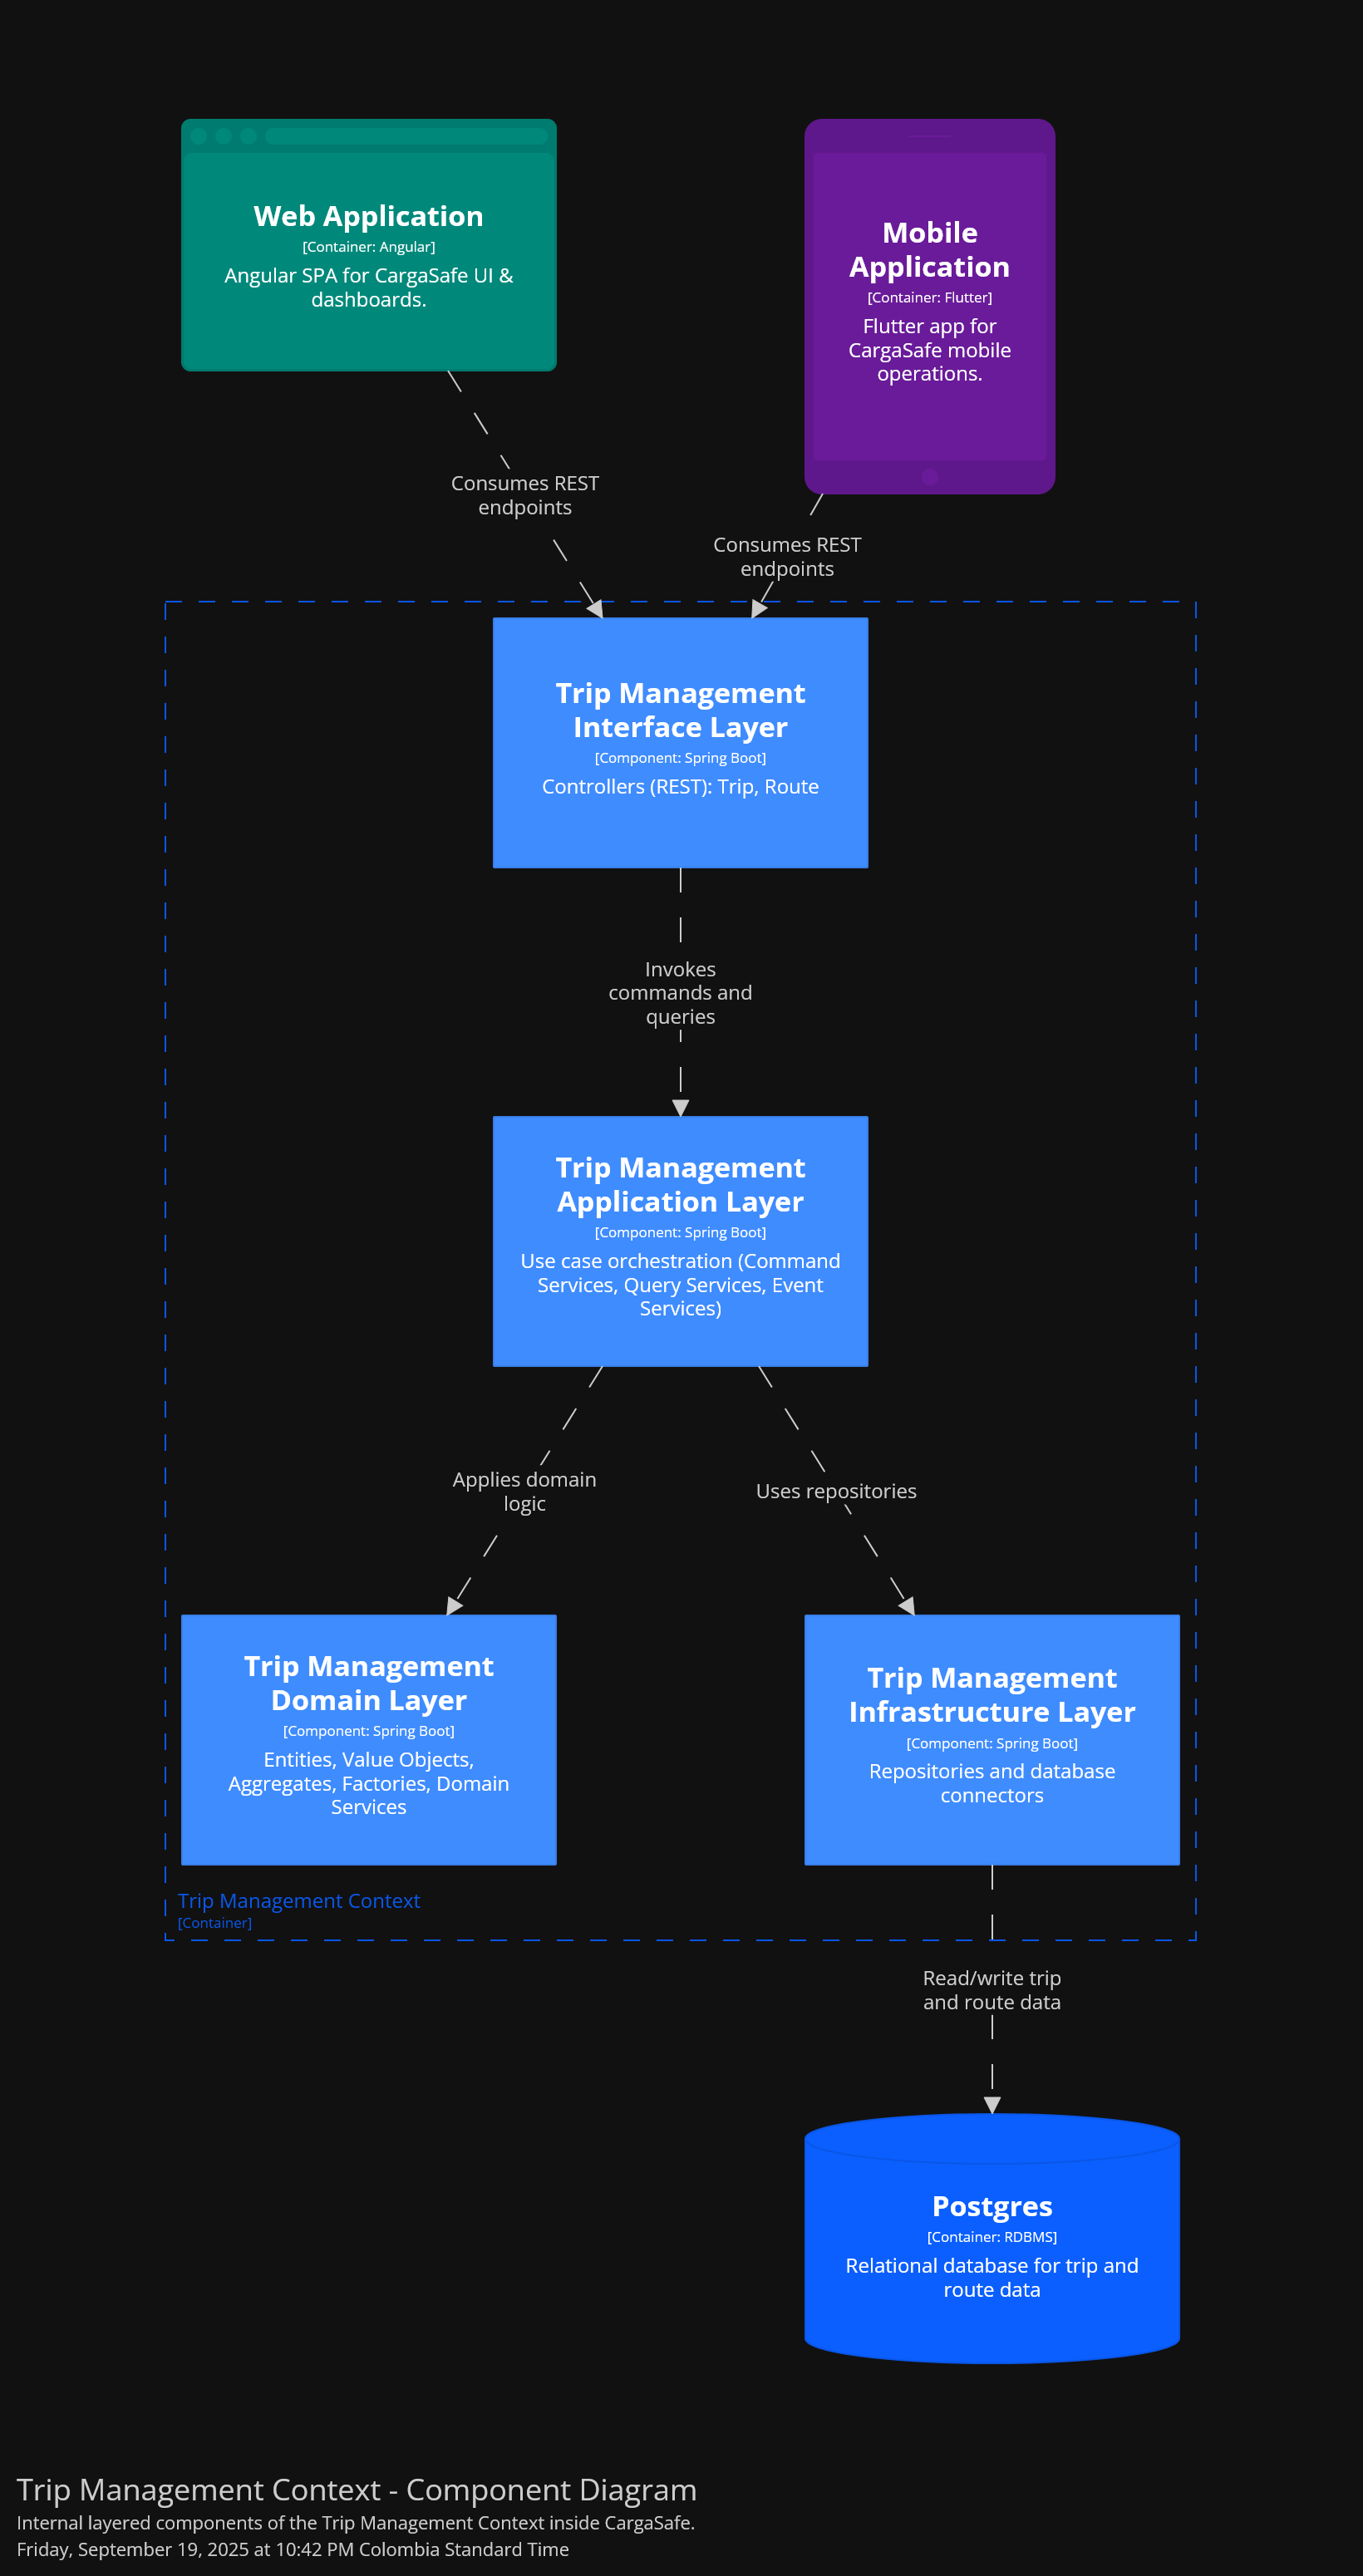 Web Application
[Container: Angular]
Angular SPA for CargaSafe UI &
dashboards.
Mobile
Application
[Container: Flutter]
Flutter app for
CargaSafe mobile
operations.
Consumes REST
endpoints
Consumes REST
endpoints
Trip Management
Interface Layer
[Component: Spring Boot]
Controllers (REST): Trip, Route
Invokes
commands and
queries
Trip Management
Application Layer
[Component: Spring Boot]
Use case orchestration (Command
Services, Query Services, Event
Services)
Applies domain
logic
Uses repositories
Trip Management
Domain Layer
[Component: Spring Boot]
Entities, Value Objects,
Aggregates, Factories, Domain
Services
Trip Management
Infrastructure Layer
[Component: Spring Boot]
Repositories and database
connectors
Trip Management Context
[Container]
Read/write trip
and route data
Postgres
[Container: RDBMS]
Relational database for trip and
route data
Trip Management Context - Component Diagram
Internal layered components of the Trip Management Context inside CargaSafe.
Friday, September 19, 2025 at 10:42 PM Colombia Standard Time